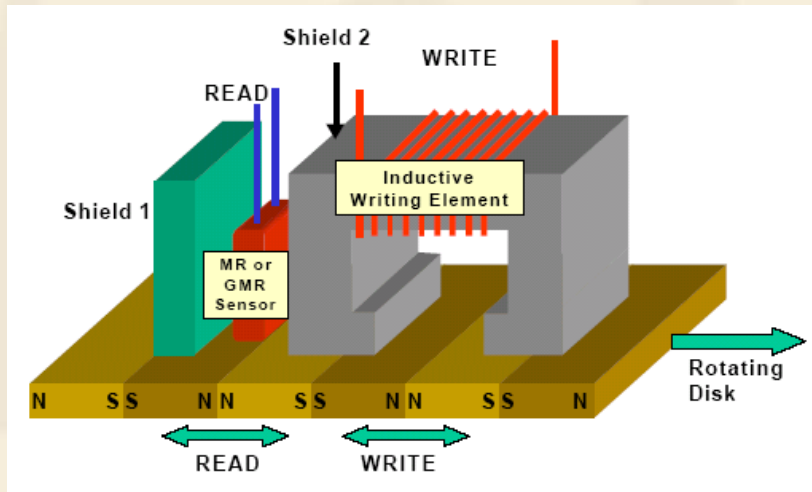 Shield 2
WRITE
READ
Inductive
Writing Element
Shield 1
MR or
GMR
Sensor
Rotating
Disk
N S S N N S S N N S S N
READ WRITE